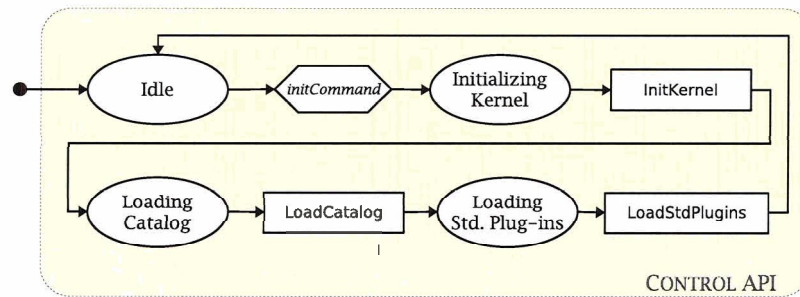 Idle
initCommand
Initializing
Kernel
InitKernel
Loading
Catalog
LoadCatalog
Loading
Std. Plug-ins
LoadStdPlugins
CONTROL API